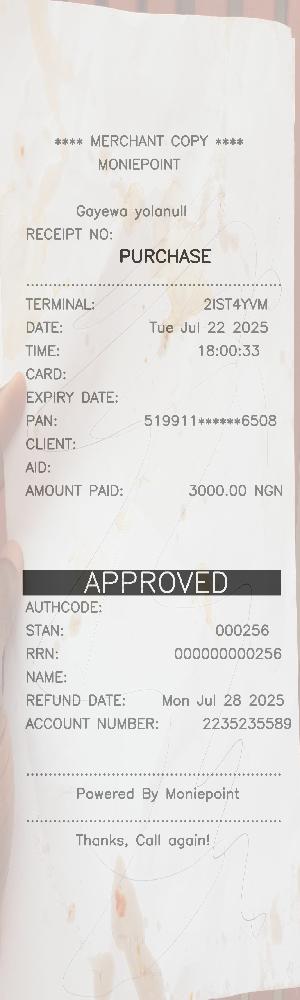 **** MERCHANT COPY ****
MONIEPOINT
Gayewa yolanull
RECEIPT NO:
PURCHASE
TERMINAL: 2IST4YVM
DATE: Tue Jul 22 2025
TIME: 18:00:33
CARD:
EXPIRY DATE:
PAN: 519911******6508
CLIENT:
AID:
AMOUNT PAID: 3000.00 NGN
APPROVED
AUTHCODE:
STAN: 000256
RRN: 000000000256
NAME:
REFUND DATE: Mon Jul 28 2025
ACCOUNT NUMBER: 2235235589
Powered By Moniepoint
Thanks, Call again!